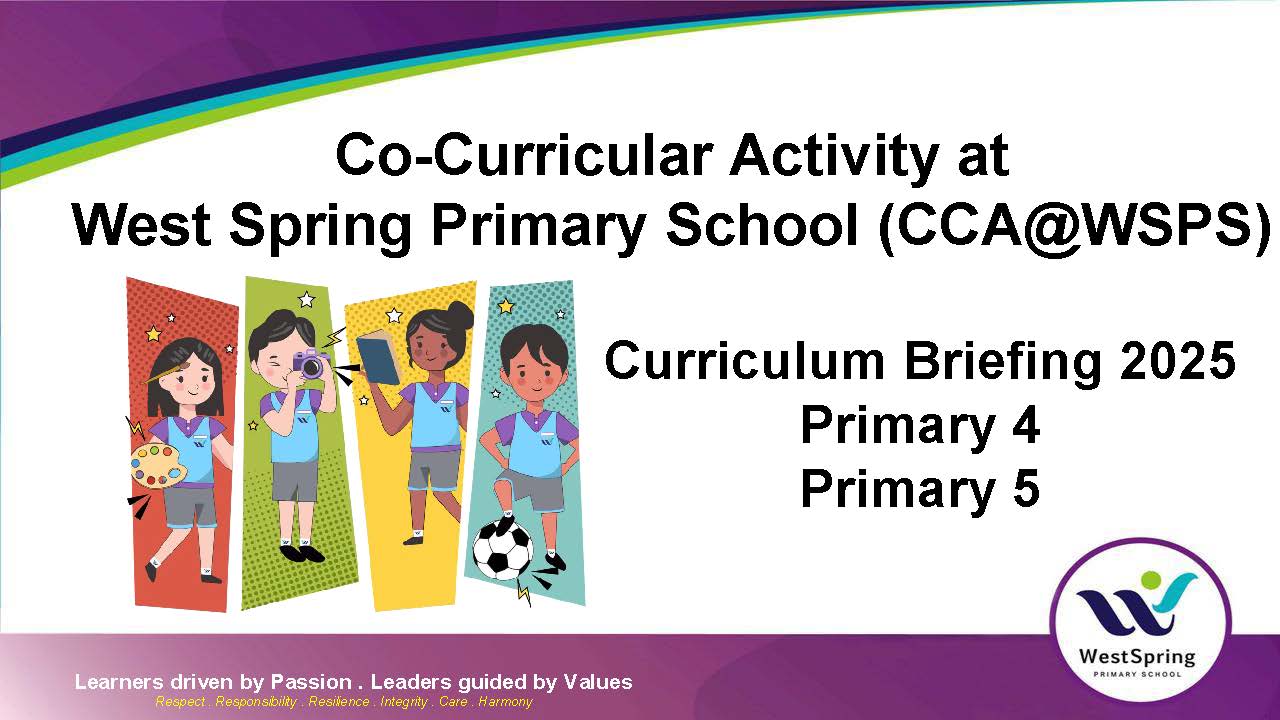 Co-Curricular Activity at
West Spring Primary School (CCA@WSPS)
Curriculum Briefing 2025
Primary 4
Primary 5
WestSpring
PRIMARY SCHOOL
Learners driven by Passion . Leaders guided by Values
Respect . Responsibility . Resilience . Integrity . Care . Harmony